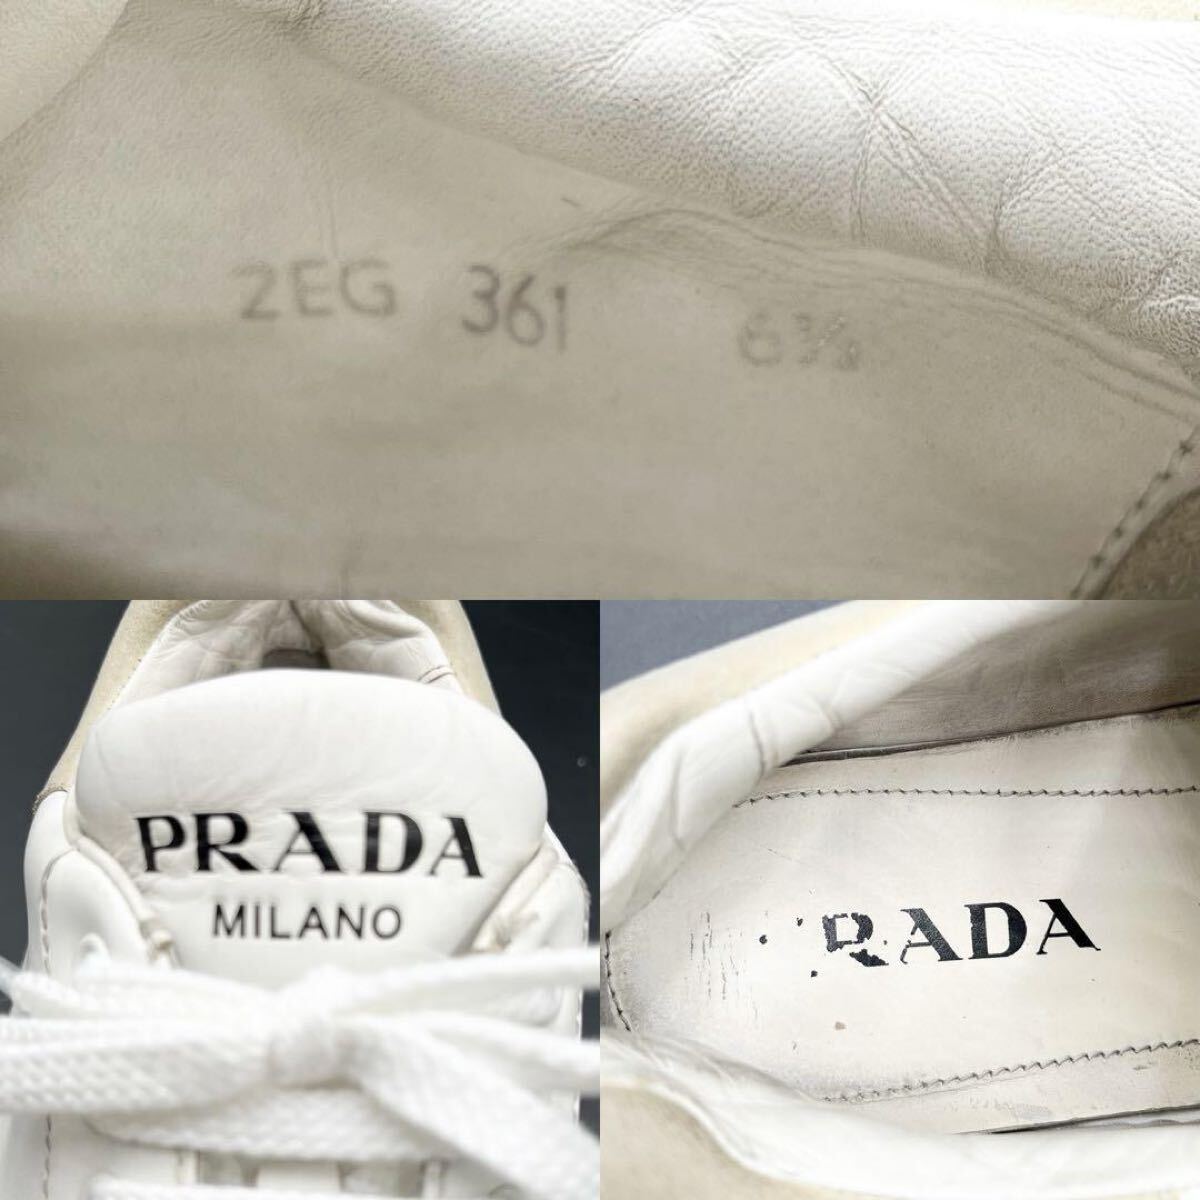 2EG 361 6½
PRADA
MILANO
RADA